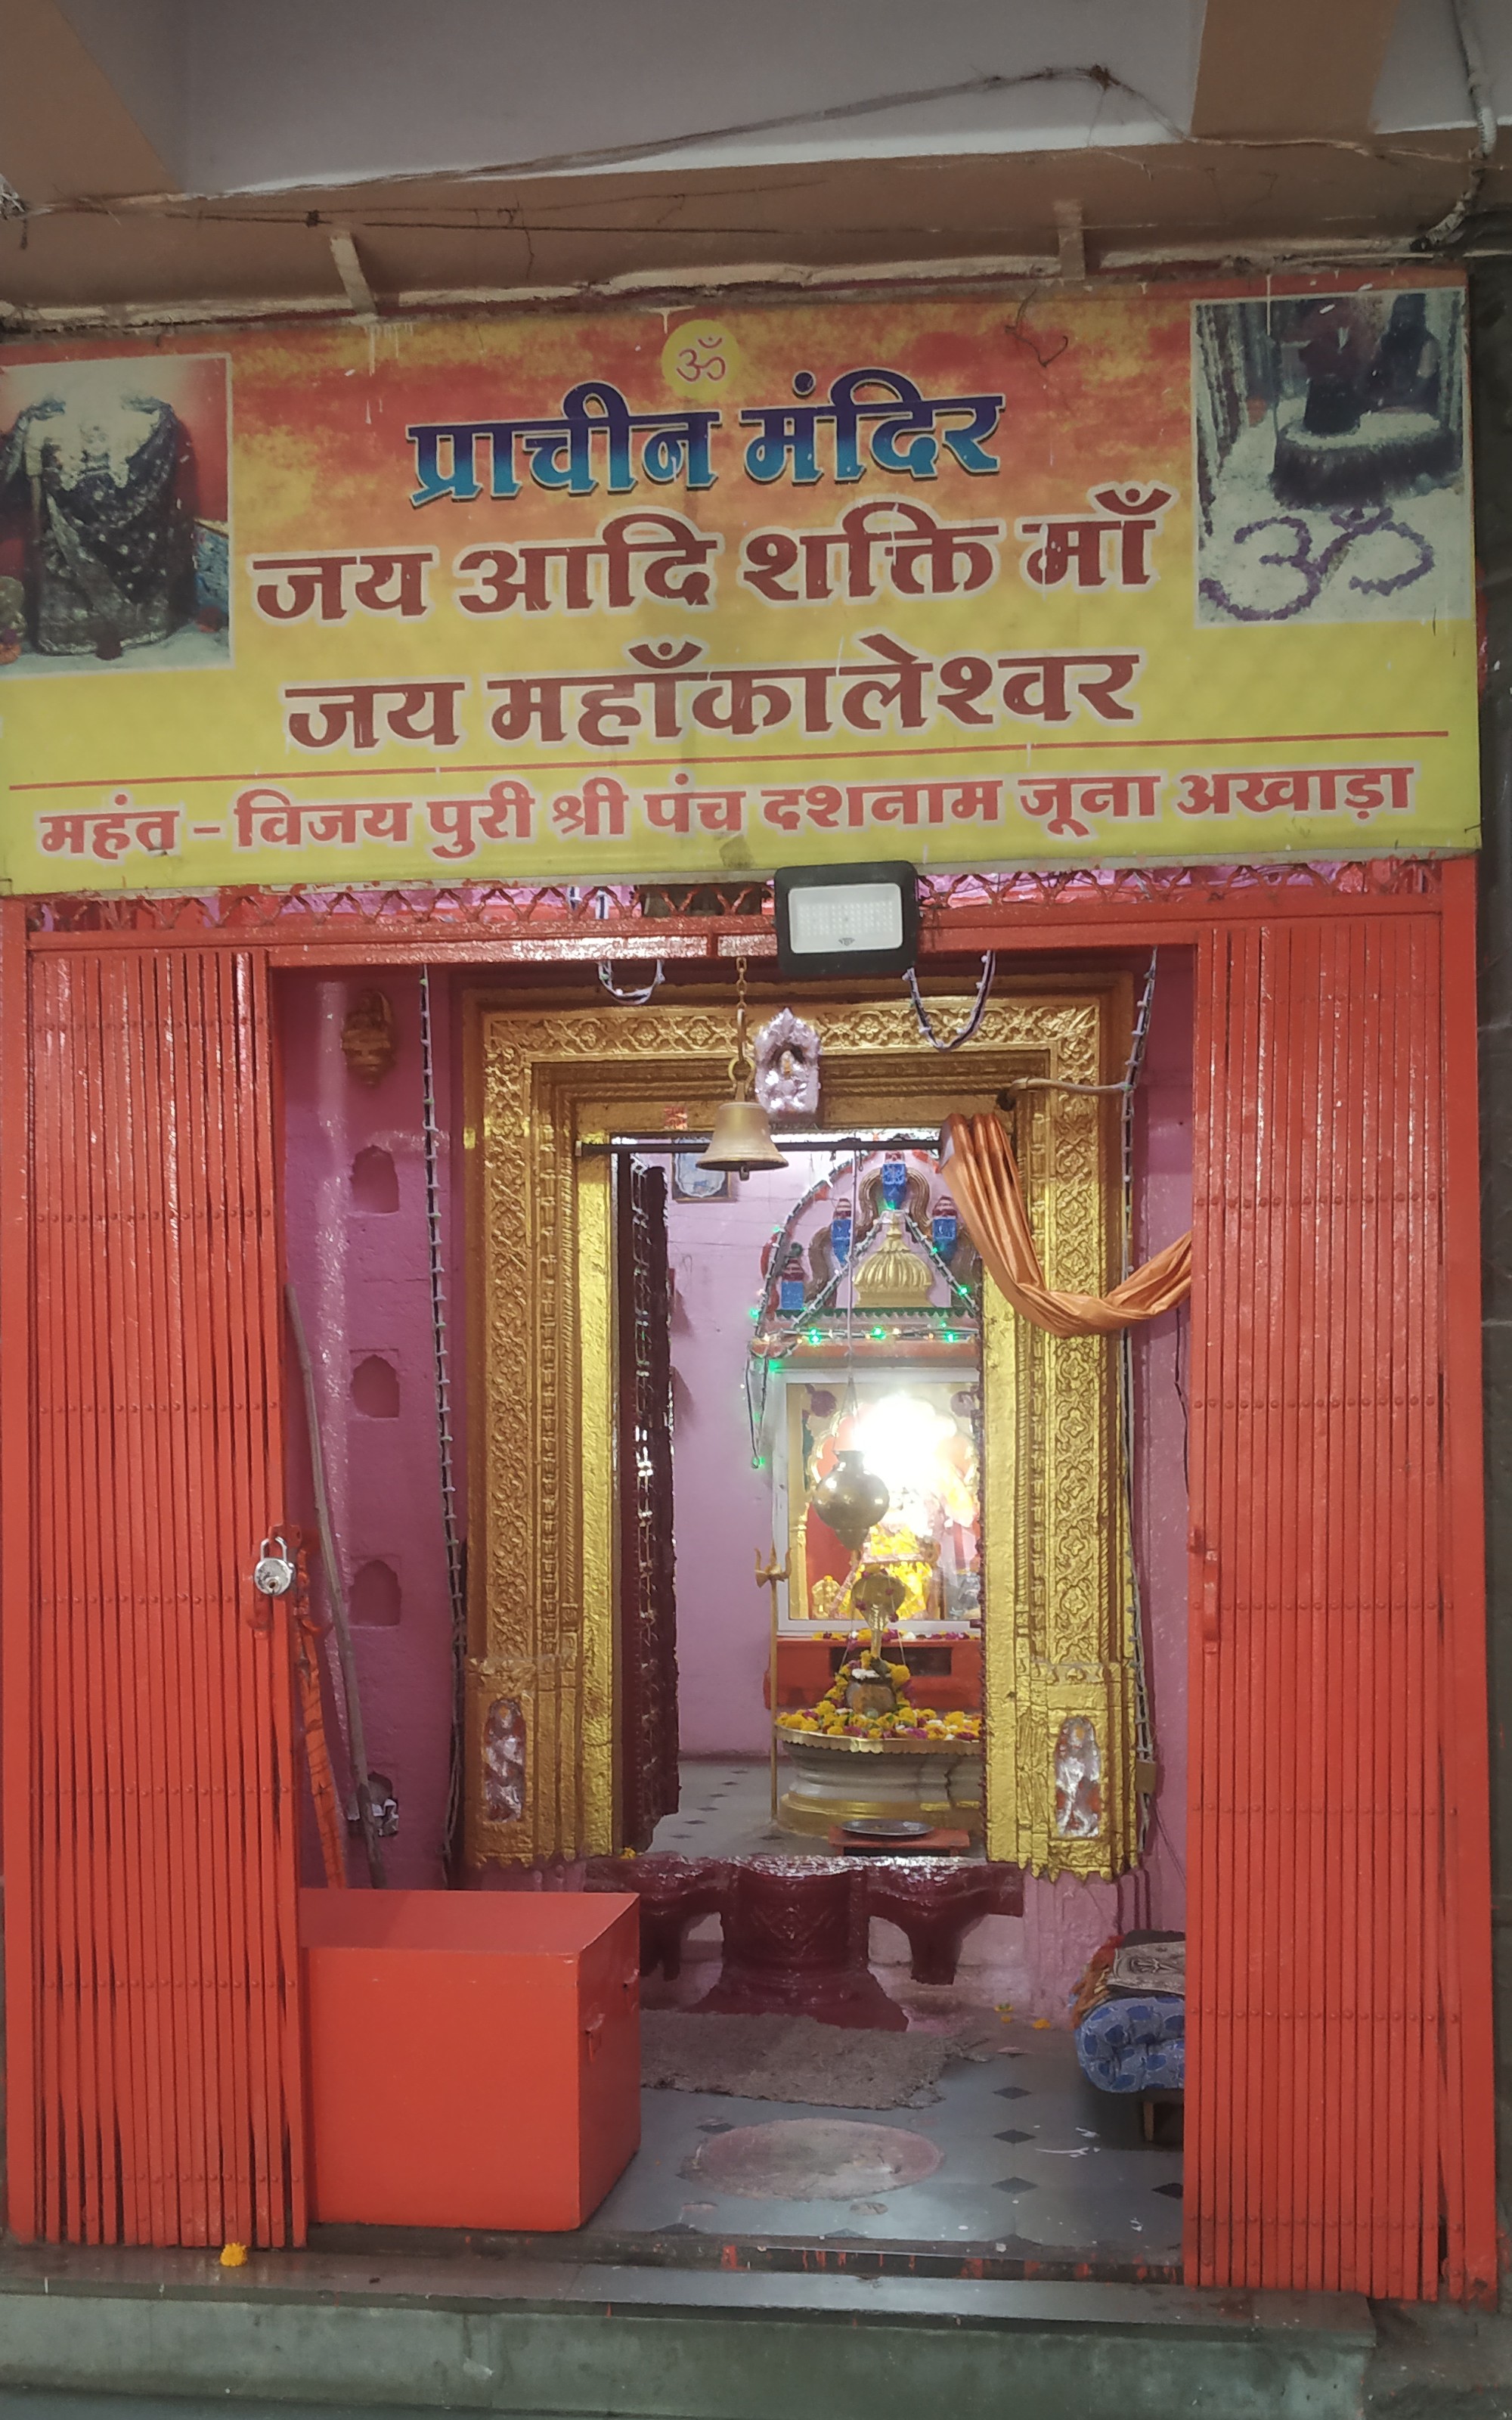 ॐ
प्राचीन मंदिर
जय आदि शक्ति माँ
जय महाँकालेश्वर
महंत - विजय पुरी श्री पंच दशनाम जूना अखाड़ा
ॐ